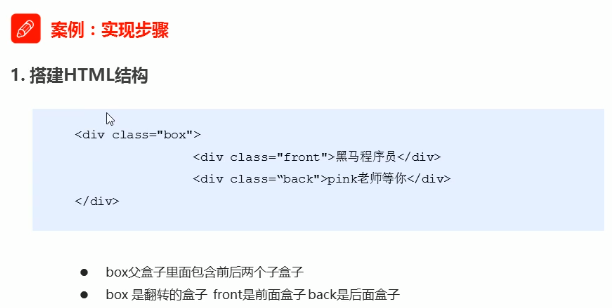 案例：实现步骤
1. 搭建HTML结构
<div class="box">
<div class="front">黑马程序员</div>
<div class=“back">pink老师等你</div>
</div>
● box父盒子里面包含前后两个子盒子
● box 是翻转的盒子 front是前面盒子 back是后面盒子